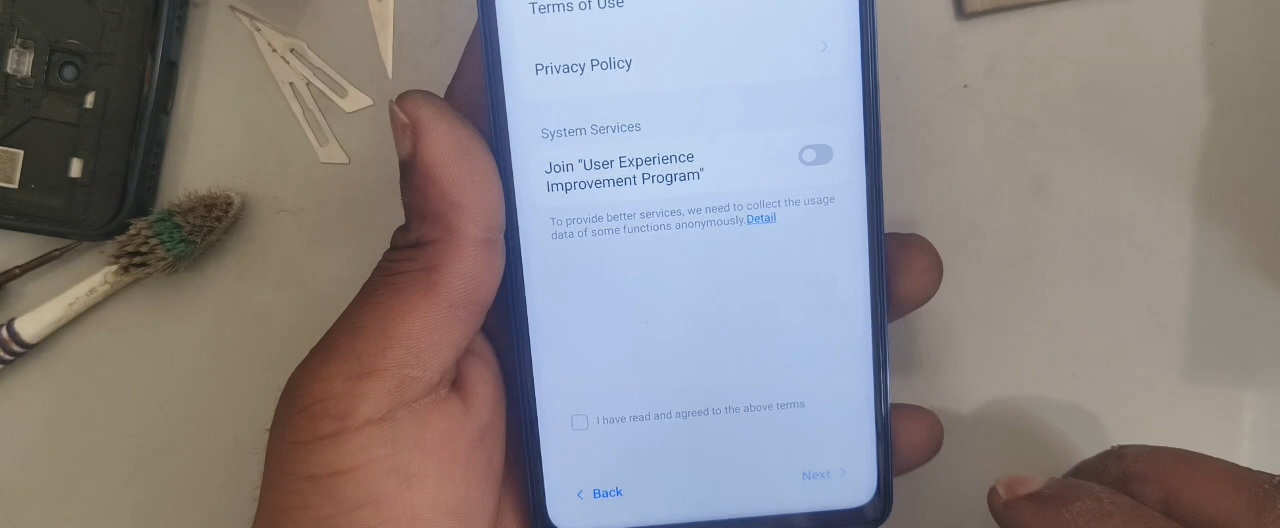 Terms of Use
Privacy Policy
System Services
Join "User Experience
Improvement Program"
To provide better services, we need to collect the usage
data of some functions anonymously.Detail
I have read and agreed to the above terms
Next
Back